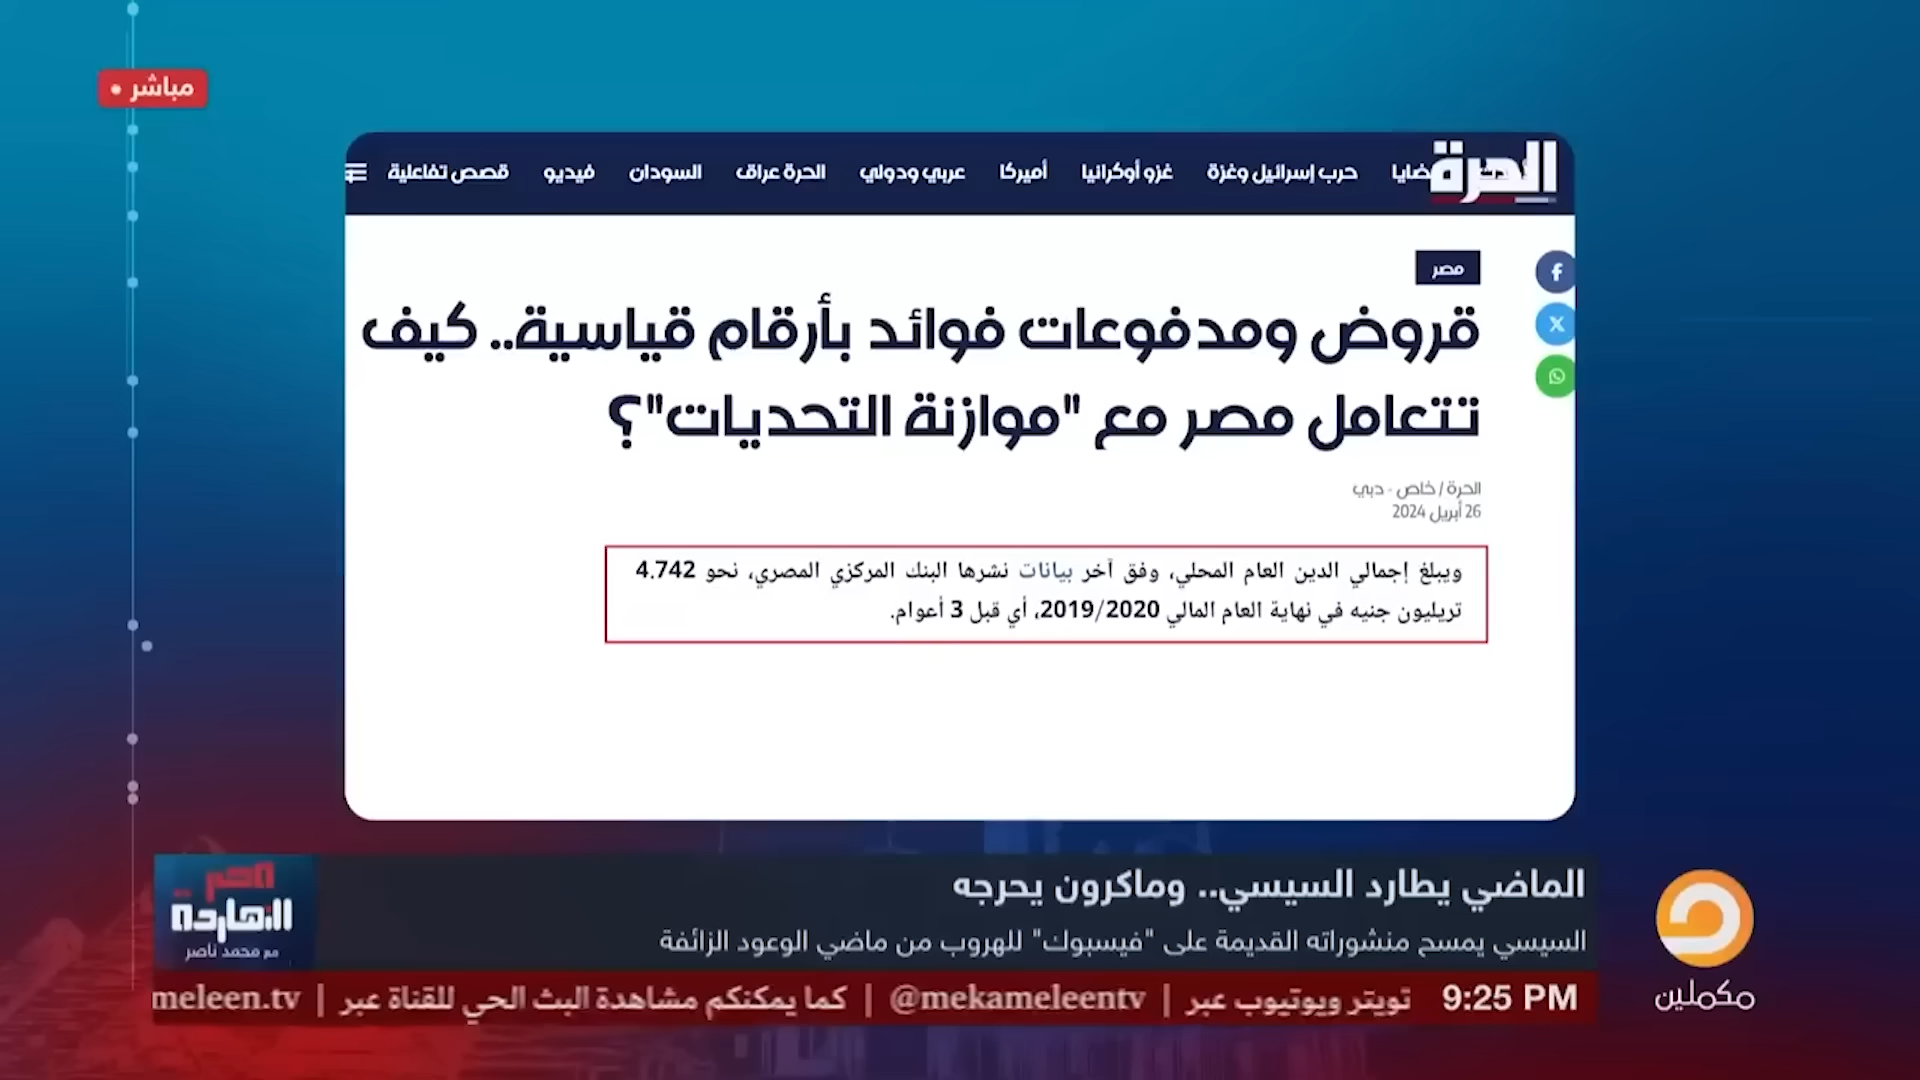 مباشر
الحرة
ضايا
حرب إسرائيل وغزة
غزو أوكرانيا
أميركا
عربي ودولي
الحرة عراق
السودان
فيديو
قصص تفاعلية
مصر
قروض ومدفوعات فوائد بأرقام قياسية.. كيف
تتعامل مصر مع "موازنة التحديات"؟
الحرة / خاص - دبي
26 أبريل 2024
ويبلغ إجمالي الدين العام المحلي، وفق آخر بيانات نشرها البنك المركزي المصري، نحو 4.742
تريليون جنيه في نهاية العام المالي 2019/2020، أي قبل 3 أعوام.
الماضي يطارد السيسي.. وماكرون يحرجه
السيسي يمسح منشوراته القديمة على "فيسبوك" للهروب من ماضي الوعود الزائفة
مصر
النهاردة
مع محمد ناصر
9:25 PM
تويتر ويوتيوب عبر | @mekameleentv | كما يمكنكم مشاهدة البث الحي للقناة عبر | meleen.tv
مكملين